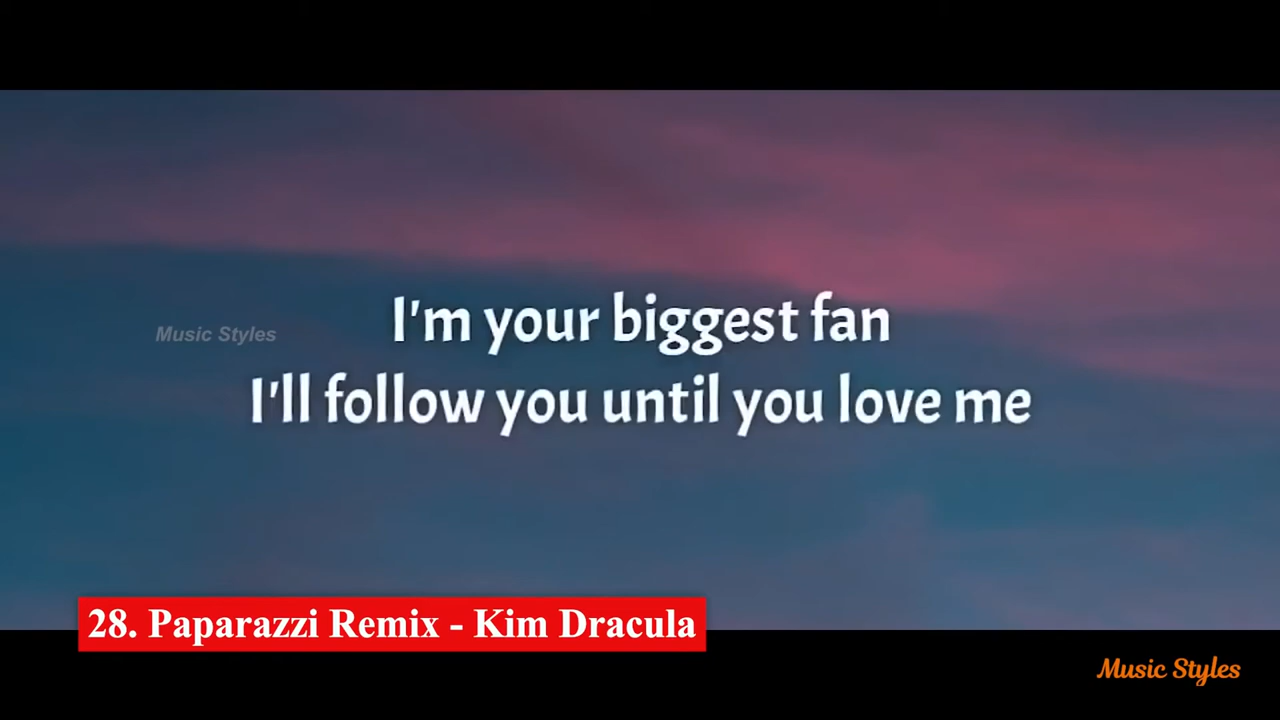 I'm your biggest fan
Music Styles
I'll follow you until you love me
28. Paparazzi Remix - Kim Dracula
Music Styles